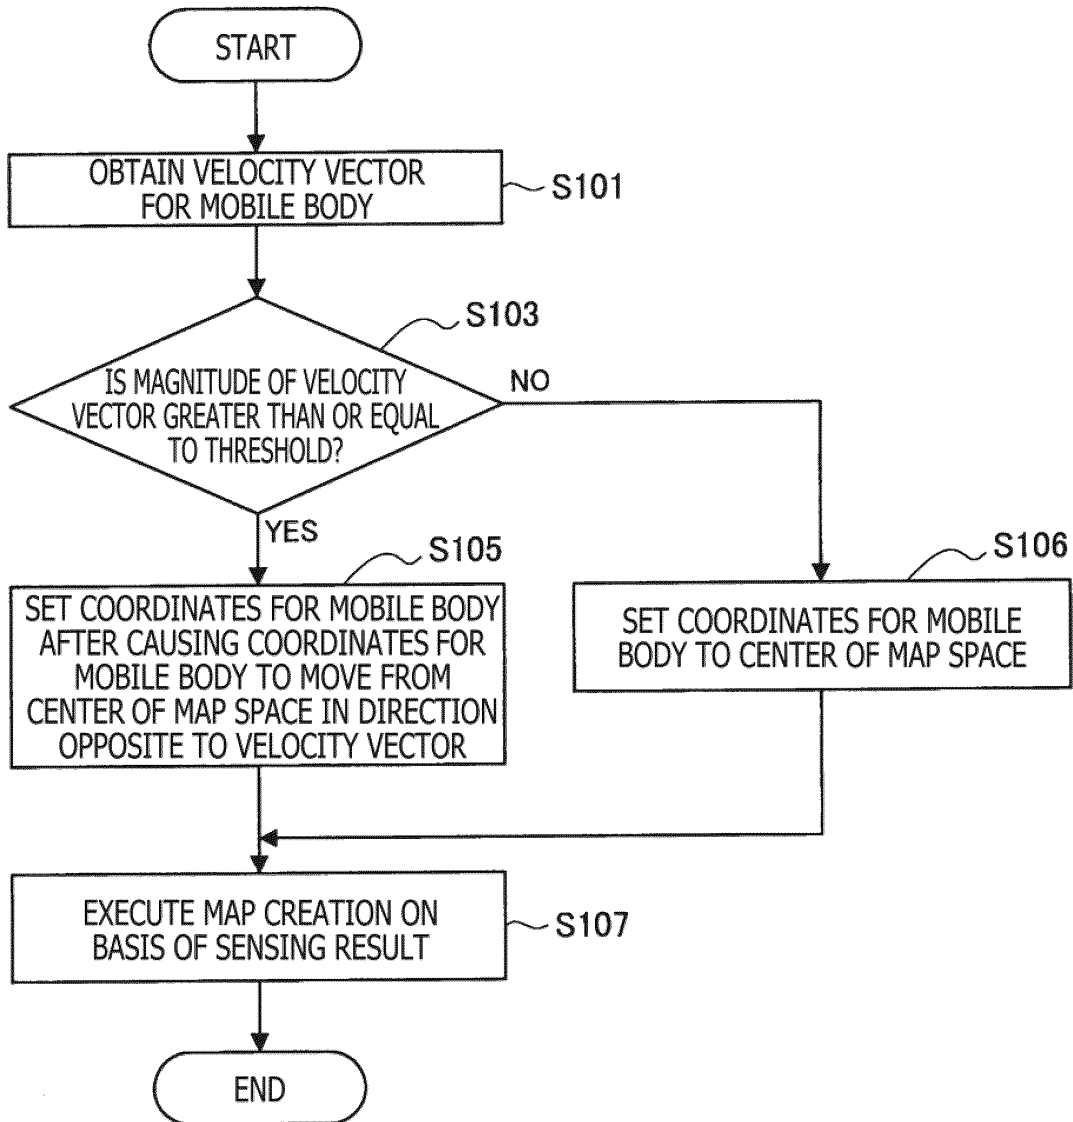 START
OBTAIN VELOCITY VECTOR
FOR MOBILE BODY
S101
S103
IS MAGNITUDE OF VELOCITY
VECTOR GREATER THAN OR EQUAL
TO THRESHOLD?
NO
YES
S105
SET COORDINATES FOR MOBILE BODY
AFTER CAUSING COORDINATES FOR
MOBILE BODY TO MOVE FROM
CENTER OF MAP SPACE IN DIRECTION
OPPOSITE TO VELOCITY VECTOR
S106
SET COORDINATES FOR MOBILE
BODY TO CENTER OF MAP SPACE
EXECUTE MAP CREATION ON
BASIS OF SENSING RESULT
S107
END